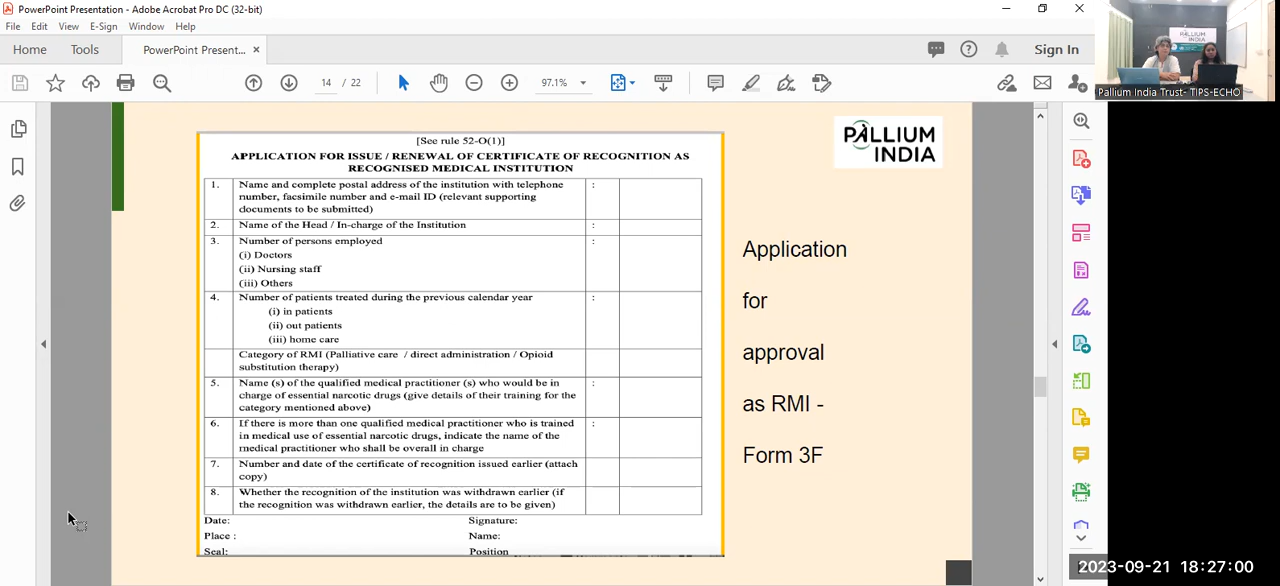 PowerPoint Presentation - Adobe Acrobat Pro DC (32-bit)
File Edit View E-Sign Window Help
Home Tools PowerPoint Present... × Sign In
14 / 22 97.1%
PALLIUM INDIA
Pallium India Trust- TIPS-ECHO
[See rule 52-O(1)]
APPLICATION FOR ISSUE / RENEWAL OF CERTIFICATE OF RECOGNITION AS
RECOGNISED MEDICAL INSTITUTION
1. Name and complete postal address of the institution with telephone :
number, facsimile number and e-mail ID (relevant supporting
documents to be submitted)
2. Name of the Head / In-charge of the Institution :
3. Number of persons employed :
(i) Doctors
(ii) Nursing staff
(iii) Others
4. Number of patients treated during the previous calendar year :
(i) in patients
(ii) out patients
(iii) home care
Category of RMI (Palliative care / direct administration / Opioid
substitution therapy)
5. Name (s) of the qualified medical practitioner (s) who would be in :
charge of essential narcotic drugs (give details of their training for the
category mentioned above)
6. If there is more than one qualified medical practitioner who is trained :
in medical use of essential narcotic drugs, indicate the name of the
medical practitioner who shall be overall in charge
7. Number and date of the certificate of recognition issued earlier (attach
copy)
8. Whether the recognition of the institution was withdrawn earlier (if
the recognition was withdrawn earlier, the details are to be given)
Date: Signature:
Place : Name:
Seal: Position
PALLIUM
INDIA
Application
for
approval
as RMI -
Form 3F
2023-09-21 18:27:00